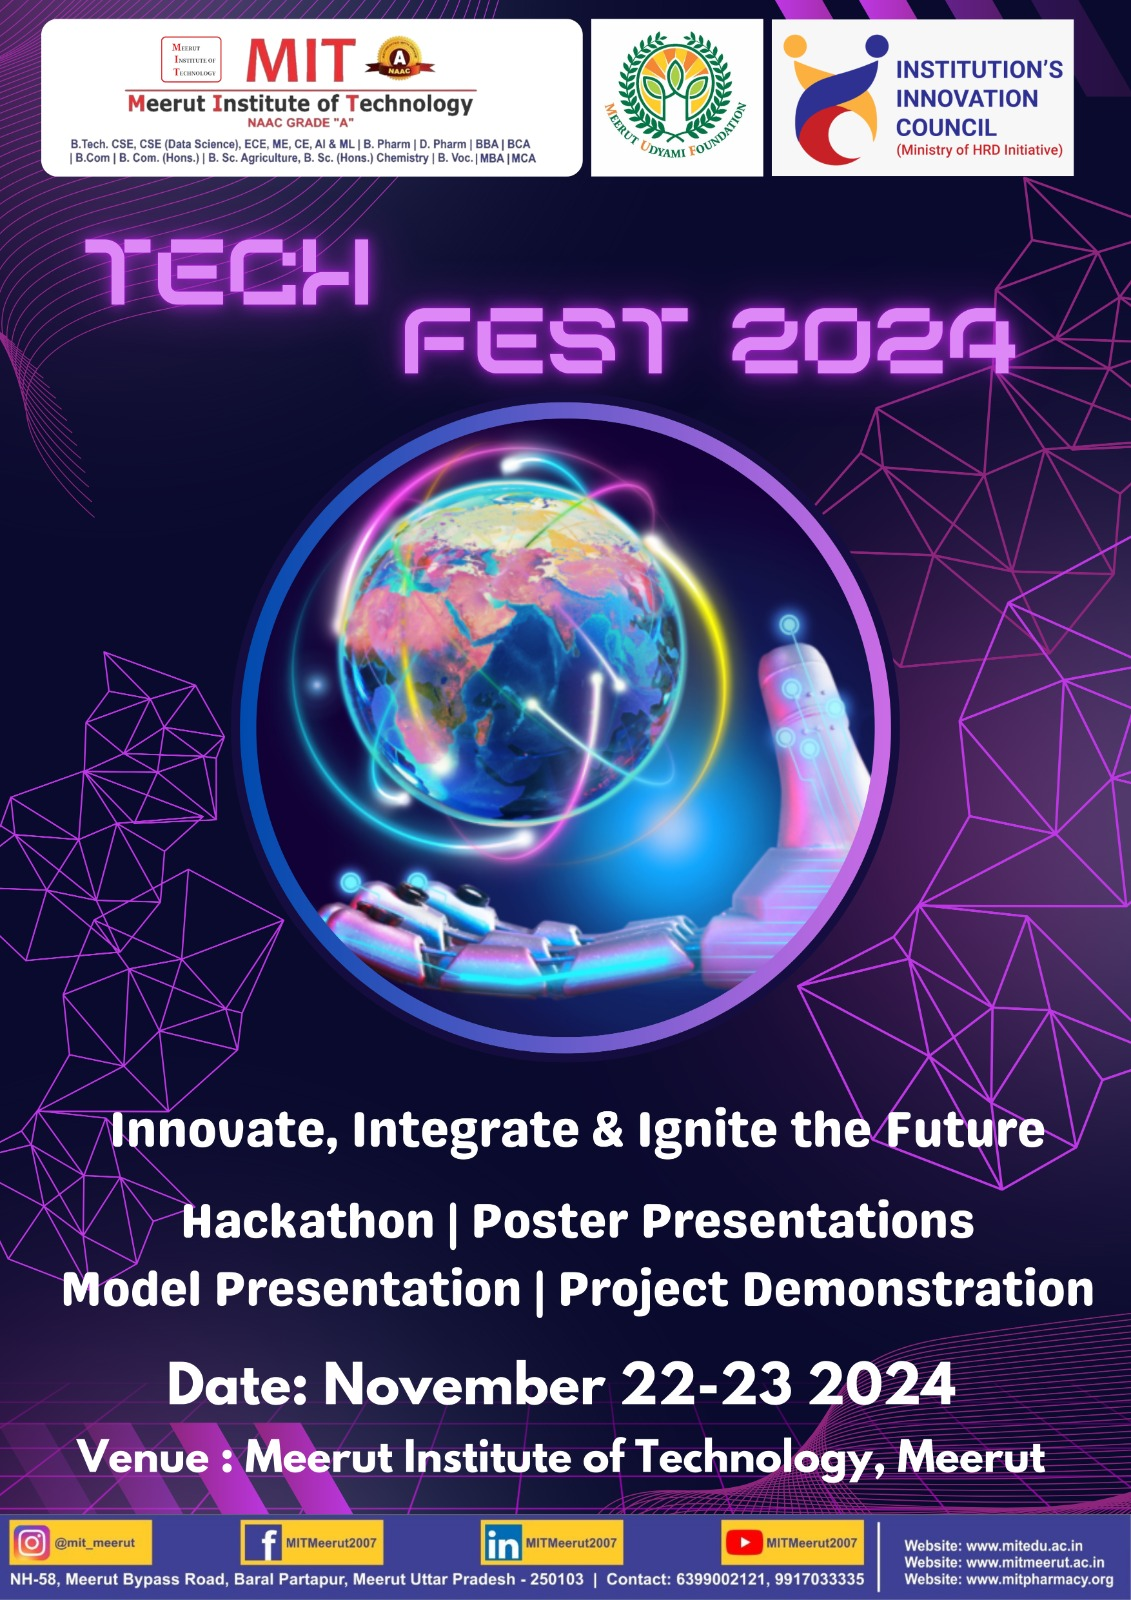 Meerut
Institute of
Technology
MIT
A
NAAC
Meerut Institute of Technology
NAAC GRADE "A"
B.Tech. CSE, CSE (Data Science), ECE, ME, CE, AI & ML | B. Pharm | D. Pharm | BBA | BCA
| B.Com | B. Com. (Hons.) | B. Sc. Agriculture, B. Sc. (Hons.) Chemistry | B. Voc. | MBA | MCA
MEERUT UDYAMI FOUNDATION
INSTITUTION'S
INNOVATION
COUNCIL
(Ministry of HRD Initiative)
TECH
FEST 2024
Innovate, Integrate & Ignite the Future
Hackathon | Poster Presentations
Model Presentation | Project Demonstration
Date: November 22-23 2024
Venue : Meerut Institute of Technology, Meerut
@mit_meerut
MITMeerut2007
MITMeerut2007
MITMeerut2007
NH-58, Meerut Bypass Road, Baral Partapur, Meerut Uttar Pradesh - 250103 | Contact: 6399002121, 9917033335
Website: www.mitedu.ac.in
Website: www.mitmeerut.ac.in
Website: www.mitpharmacy.org